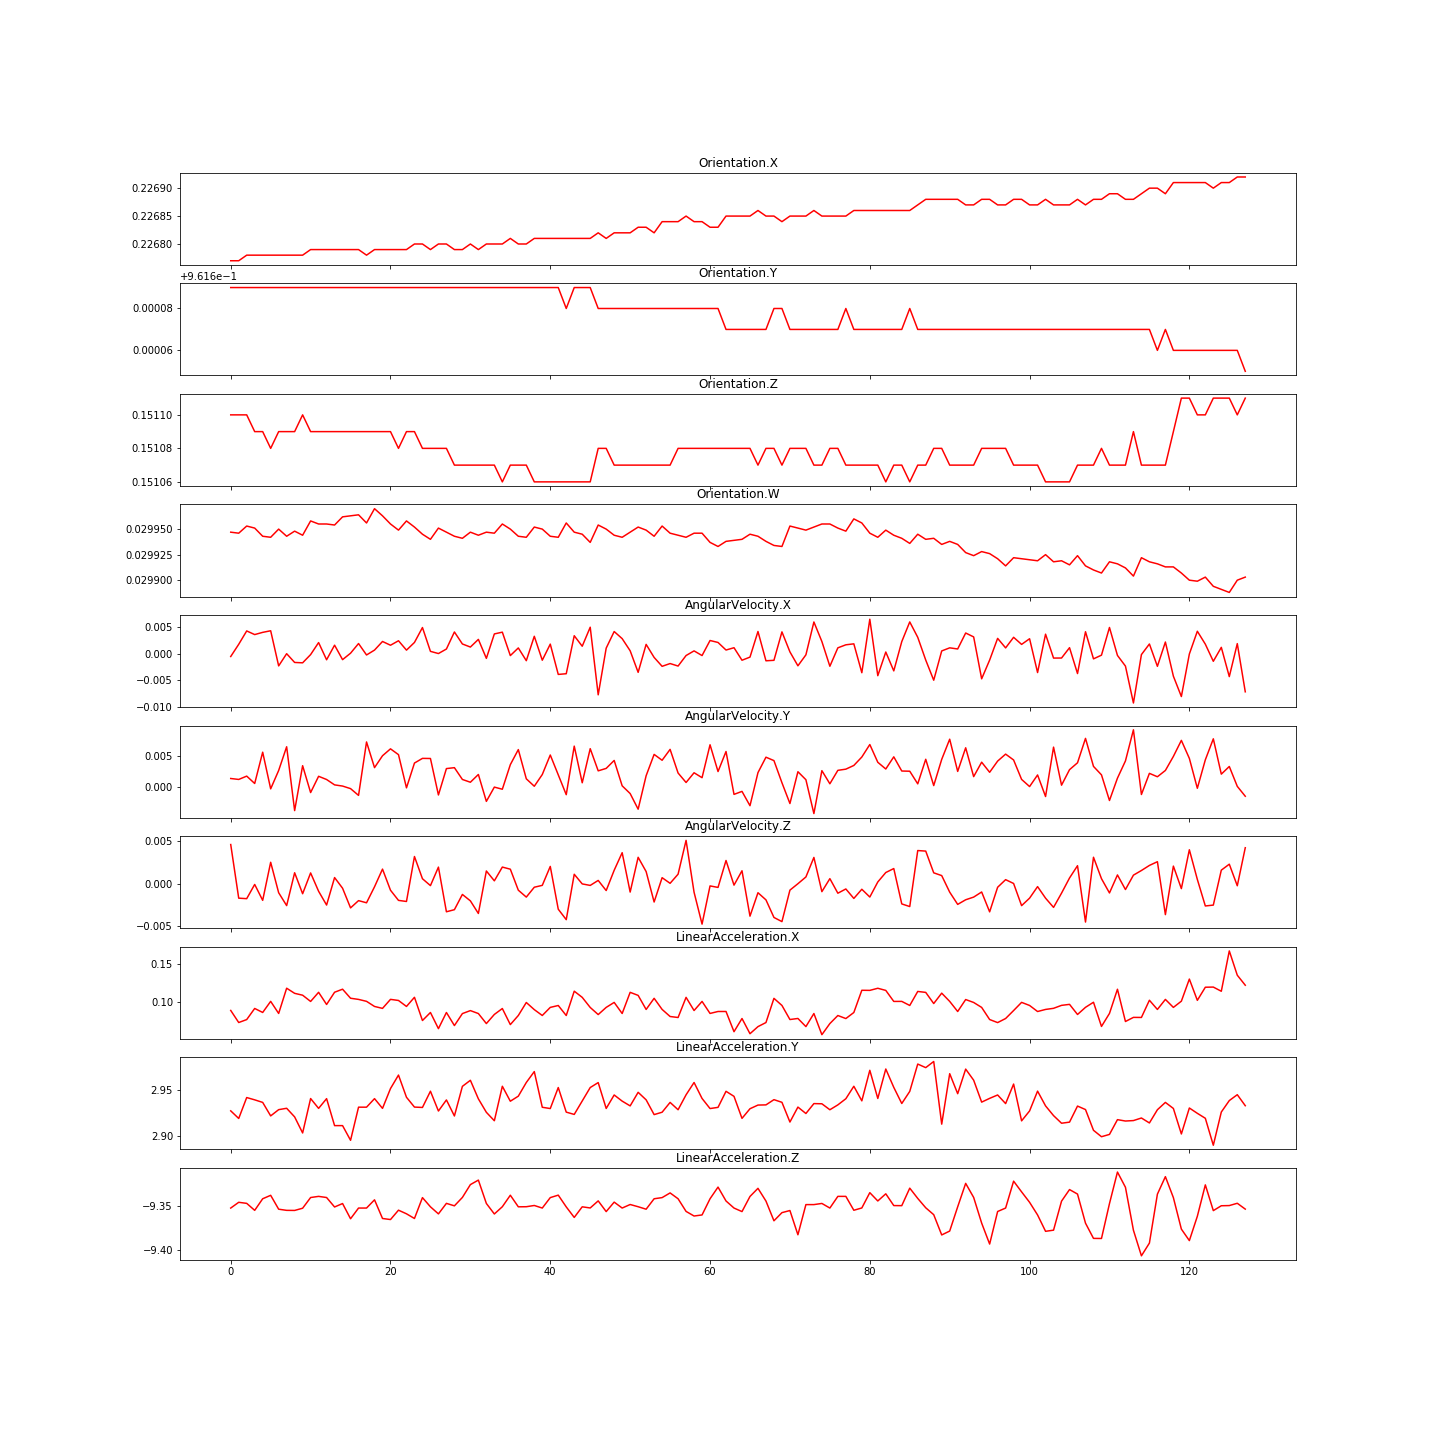 Orientation.X
0.22690
0.22685
0.22680
+9.616e−1
Orientation.Y
0.00008
0.00006
Orientation.Z
0.15110
0.15108
0.15106
Orientation.W
0.029950
0.029925
0.029900
AngularVelocity.X
0.005
0.000
−0.005
−0.010
AngularVelocity.Y
0.005
0.000
AngularVelocity.Z
0.005
0.000
−0.005
LinearAcceleration.X
0.15
0.10
LinearAcceleration.Y
2.95
2.90
LinearAcceleration.Z
−9.35
−9.40
0 20 40 60 80 100 120